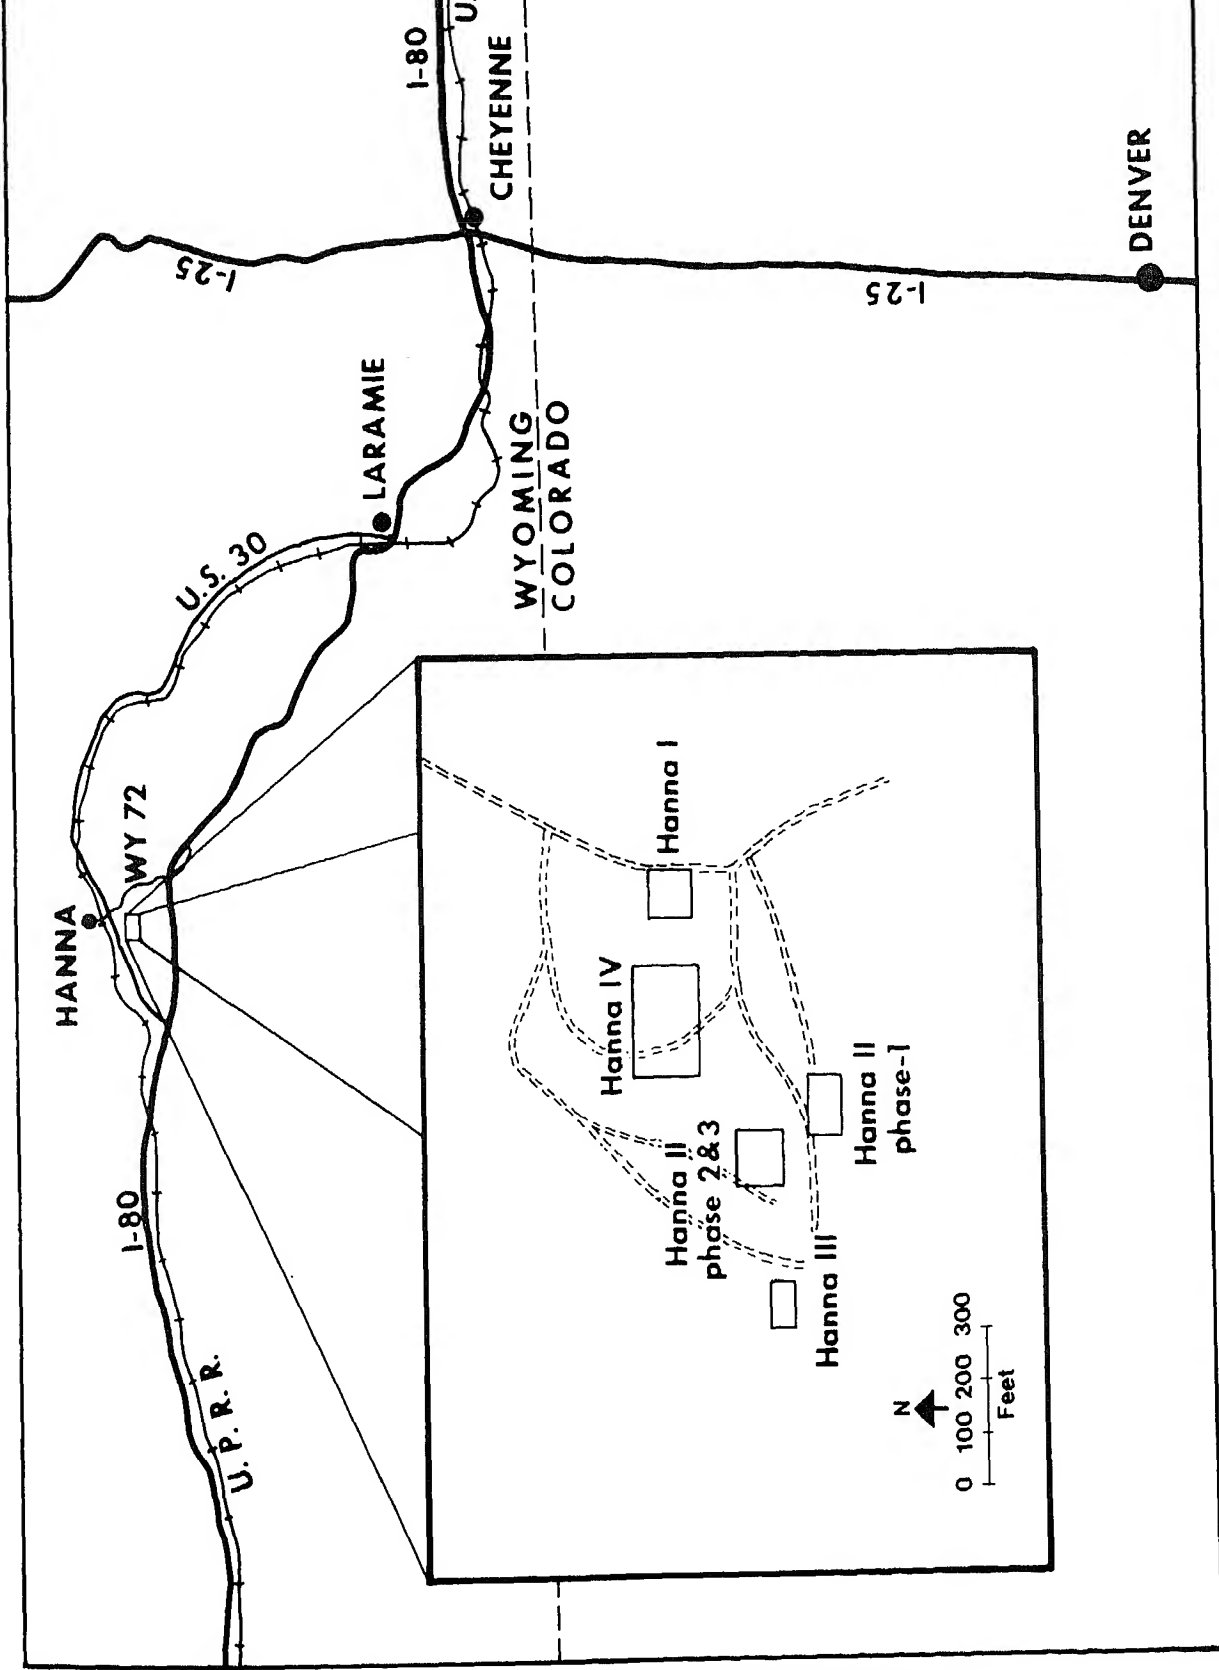 HANNA
WY 72
U.S. 30
LARAMIE
I-25
I-80
U.
CHEYENNE
I-80
U. P. R. R.
WYOMING
COLORADO
I-25
DENVER
Hanna IV
Hanna I
Hanna II
phase 2&3
Hanna III
Hanna II
phase-1
N
0 100 200 300
Feet